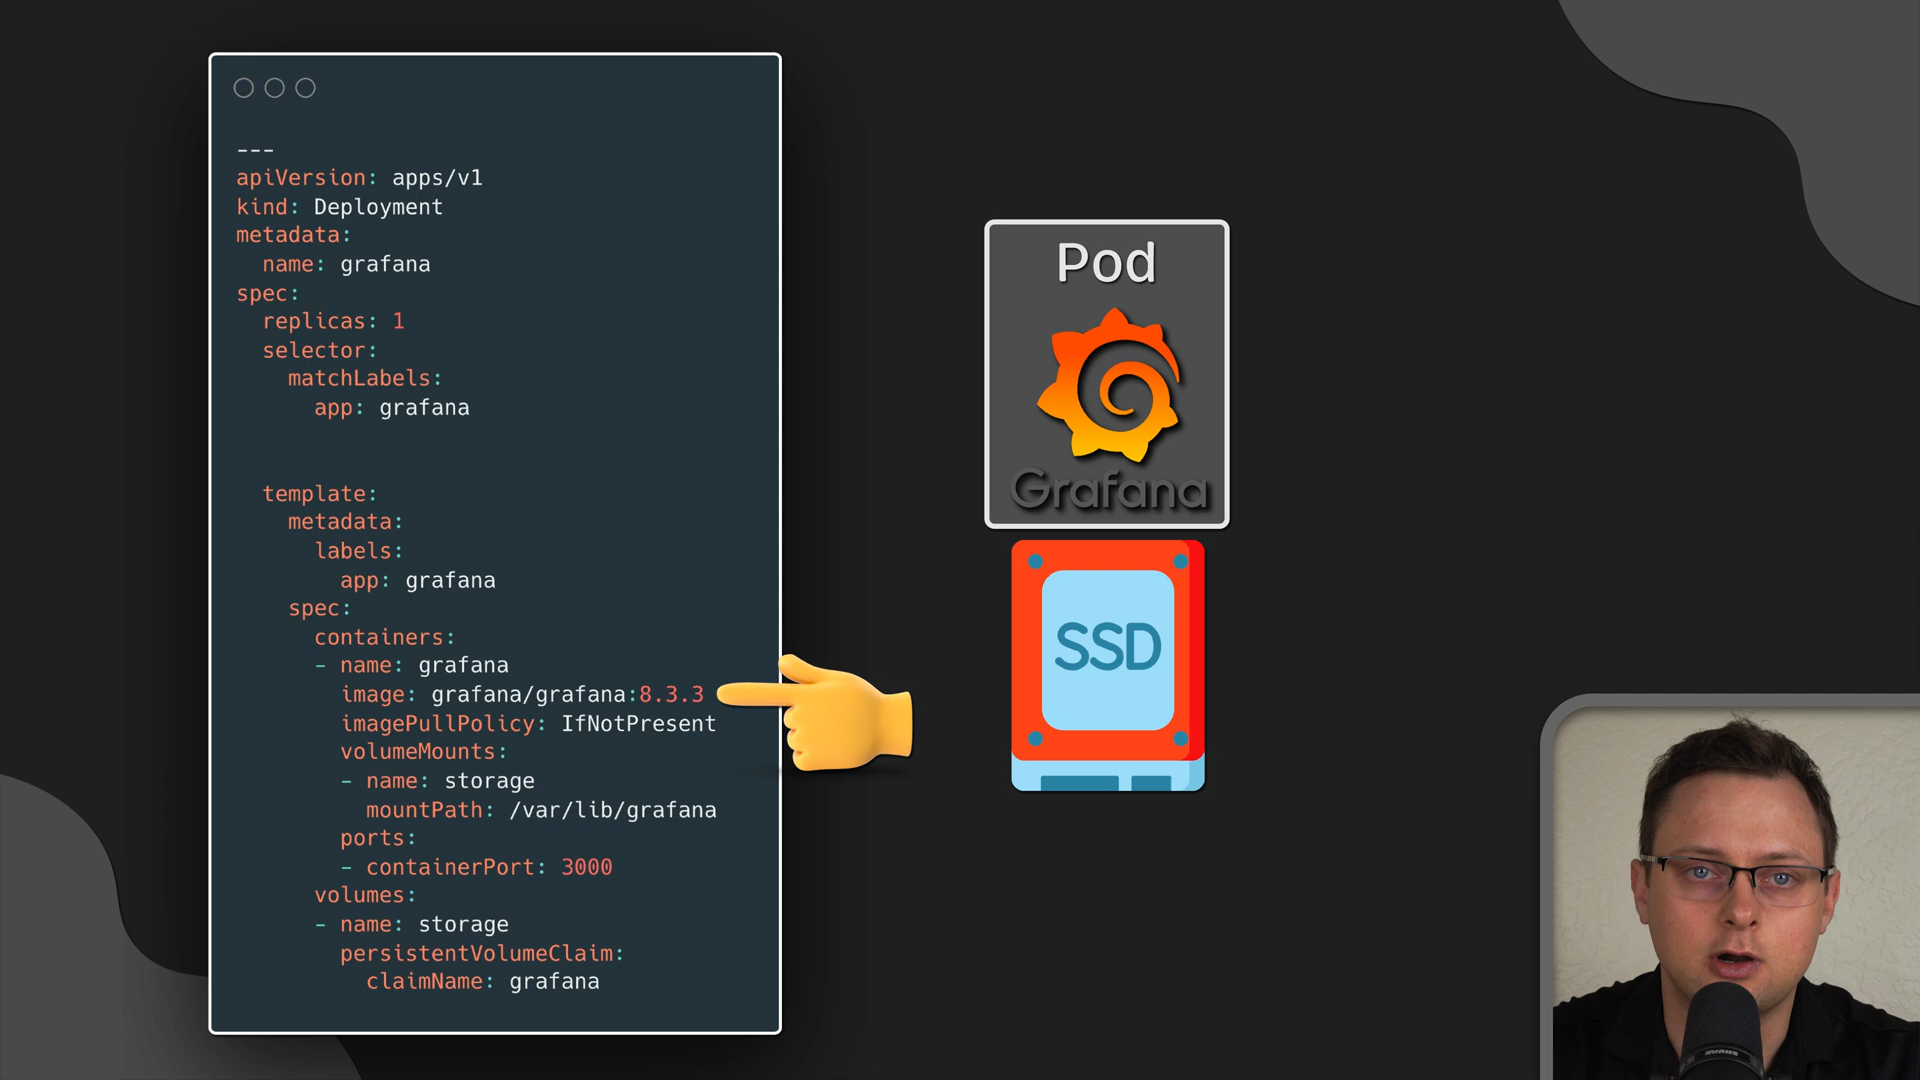 ---
apiVersion: apps/v1
kind: Deployment
metadata:
  name: grafana
spec:
  replicas: 1
  selector:
    matchLabels:
      app: grafana
  template:
    metadata:
      labels:
        app: grafana
    spec:
      containers:
      - name: grafana
        image: grafana/grafana:8.3.3
        imagePullPolicy: IfNotPresent
        volumeMounts:
        - name: storage
          mountPath: /var/lib/grafana
        ports:
        - containerPort: 3000
      volumes:
      - name: storage
        persistentVolumeClaim:
          claimName: grafana
Pod
Grafana
SSD
SHURE